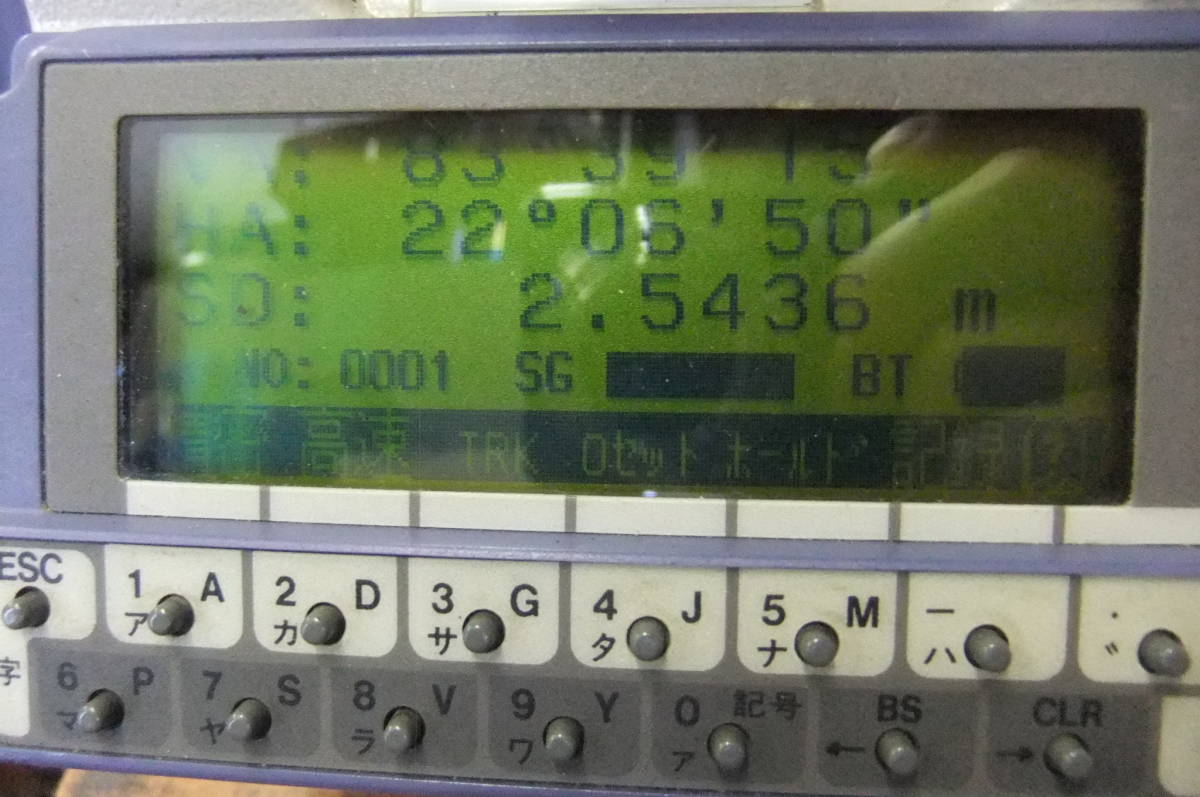 HA: 22°06'50"
SD: 2.5436 m
NO: 0001 SG BT
高速 TRK 0セット ホールド 記録
ESC 1 A 2 D 3 G 4 J 5 M ー ・
ア カ サ タ ナ ハ ゛
字 6 P 7 S 8 V 9 Y 0 記号 BS CLR
マ ヤ ラ ワ ァ ← →